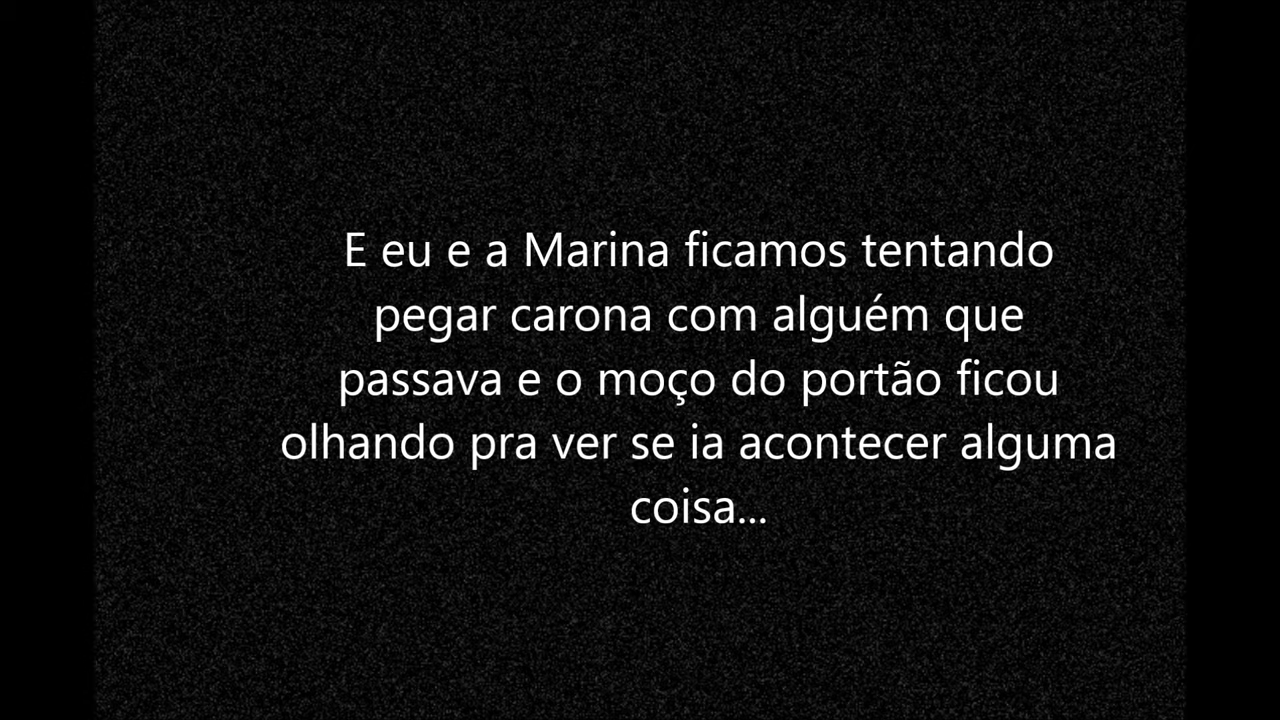 E eu e a Marina ficamos tentando
pegar carona com alguém que
passava e o moço do portão ficou
olhando pra ver se ia acontecer alguma
coisa...